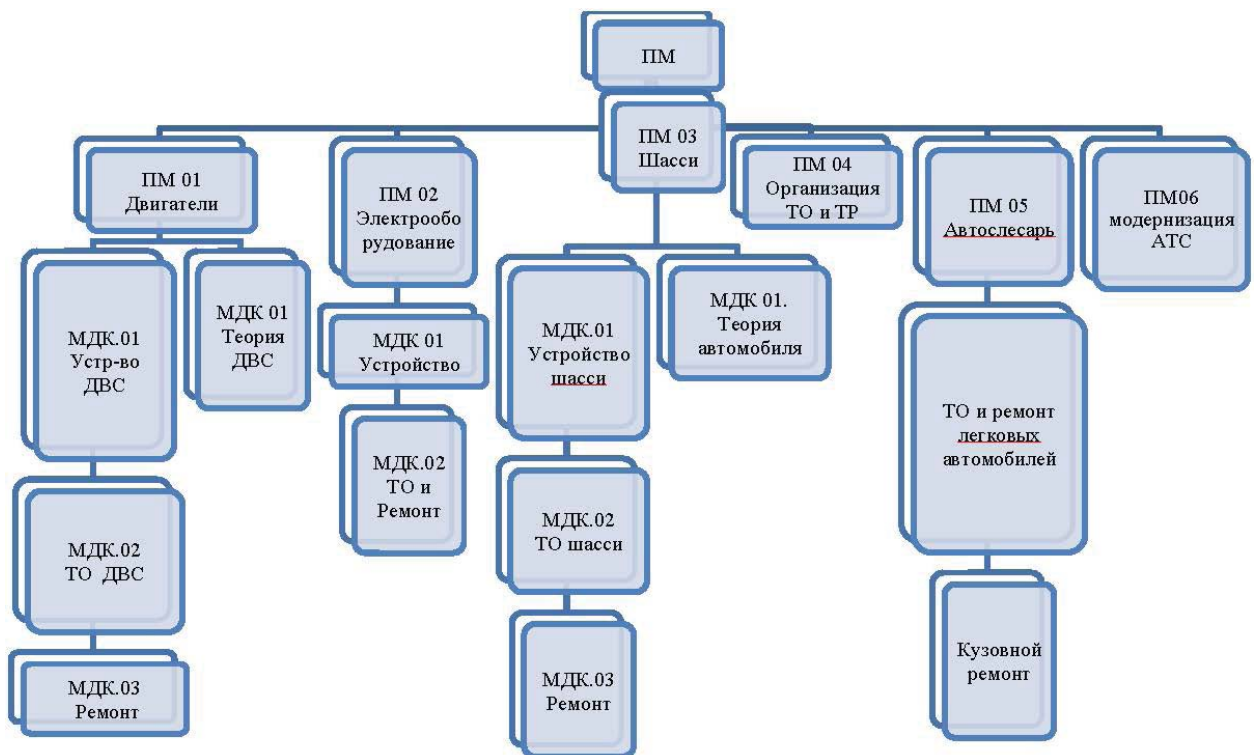 ПМ
ПМ 03
Шасси
ПМ 01
Двигатели
ПМ 02
Электрообо
рудование
ПМ 04
Организация
ТО и ТР
ПМ 05
Автослесарь
ПМ06
модернизация
АТС
МДК.01
Устр-во
ДВС
МДК 01
Теория
ДВС
МДК 01
Устройство
МДК.01
Устройство
шасси
МДК 01.
Теория
автомобиля
ТО и ремонт
легковых
автомобилей
МДК.02
ТО ДВС
МДК.02
ТО и
Ремонт
МДК.02
ТО шасси
МДК.03
Ремонт
МДК.03
Ремонт
Кузовной
ремонт